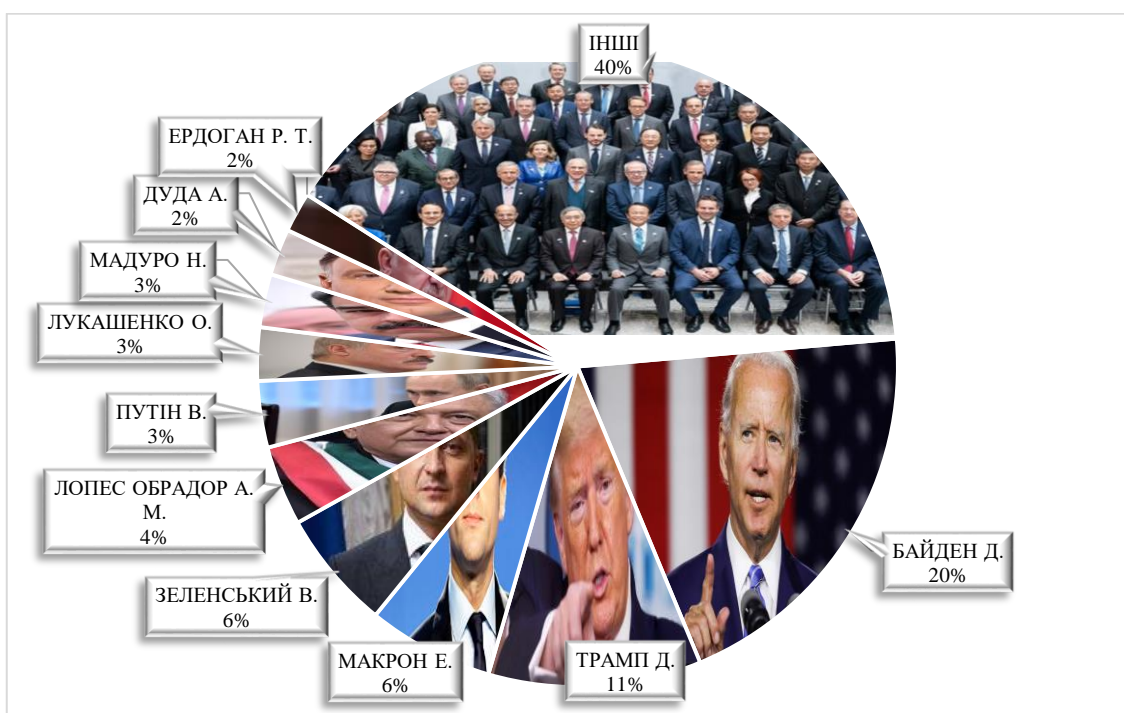 ІНШІ
40%
ЕРДОГАН Р. Т.
2%
ДУДА А.
2%
МАДУРО Н.
3%
ЛУКАШЕНКО О.
3%
ПУТІН В.
3%
ЛОПЕС ОБРАДОР А.
М.
4%
ЗЕЛЕНСЬКИЙ В.
6%
МАКРОН Е.
6%
ТРАМП Д.
11%
БАЙДЕН Д.
20%